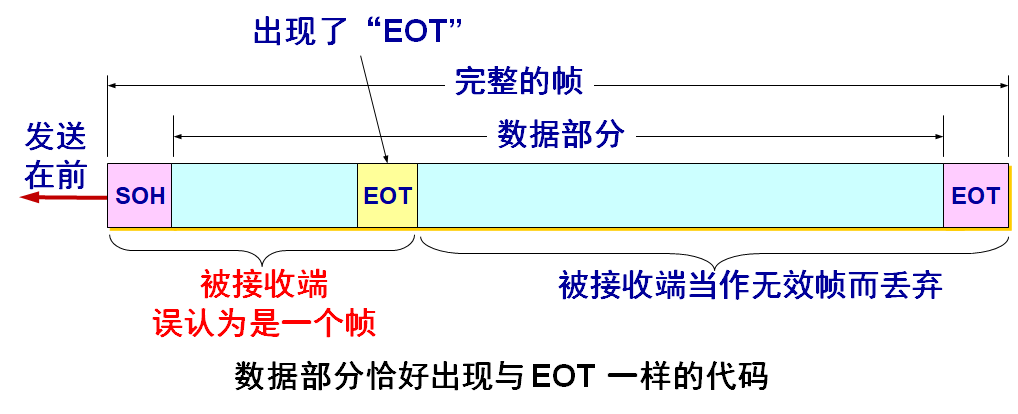 出现了“EOT”
完整的帧
数据部分
发送
在前
SOH
EOT
EOT
被接收端
误认为是一个帧
被接收端当作无效帧而丢弃
数据部分恰好出现与 EOT 一样的代码